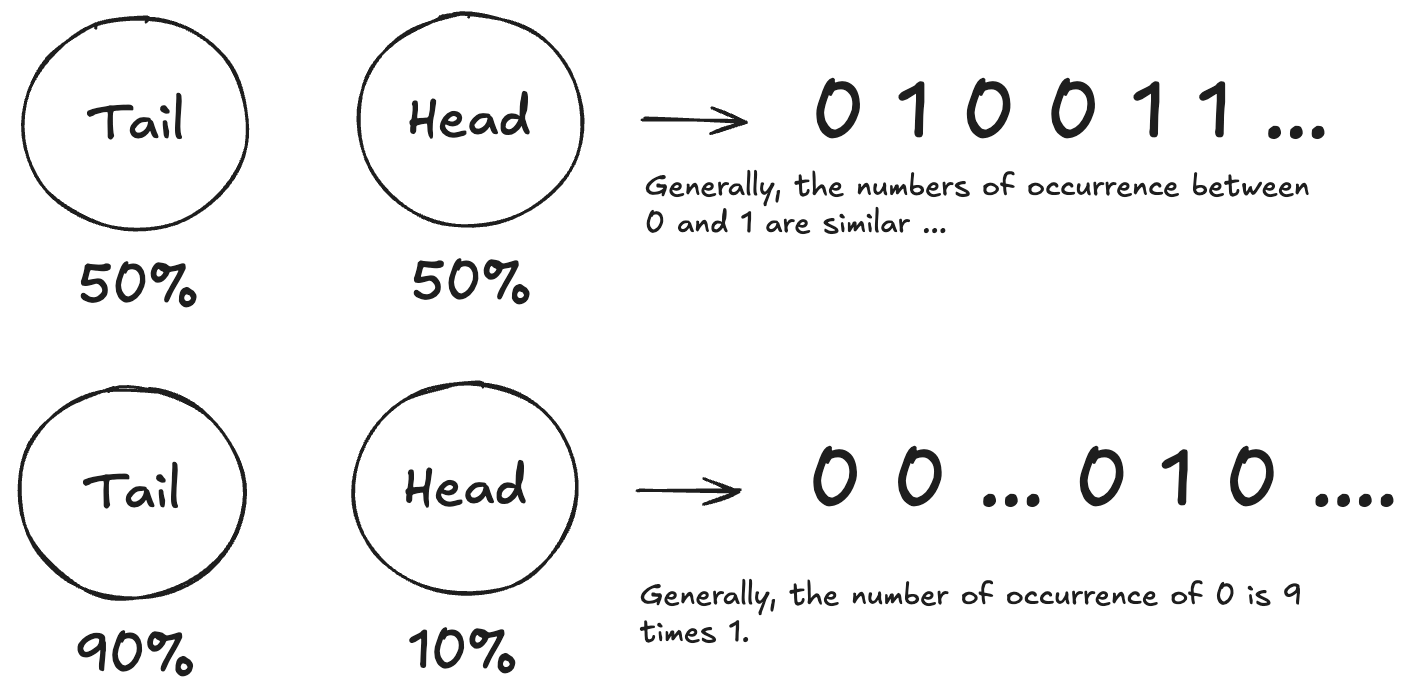 Tail Head 0 1 0 0 1 1 ...
Generally, the numbers of occurrence between
0 and 1 are similar ...
50% 50%
Tail Head 0 0 ... 0 1 0 ....
Generally, the number of occurrence of 0 is 9
times 1.
90% 10%